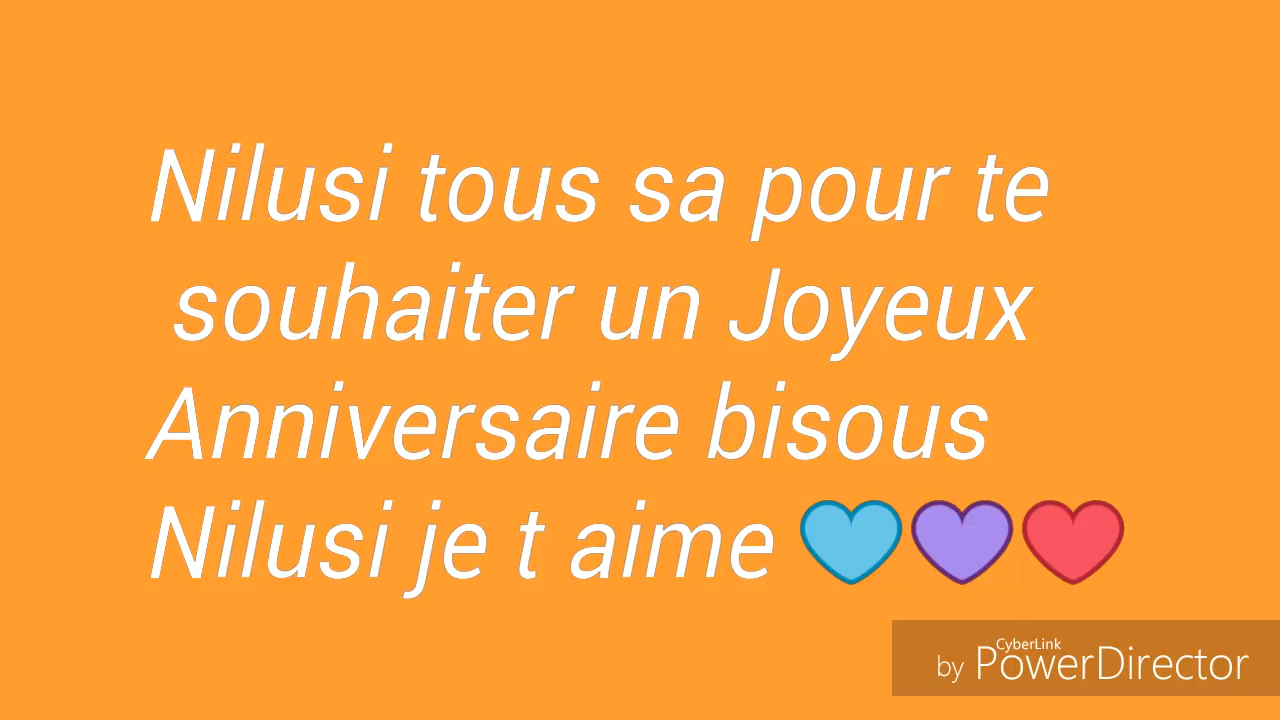 Nilusi tous sa pour te
souhaiter un Joyeux
Anniversaire bisous
Nilusi je t aime 💙💜❤️
CyberLink
by PowerDirector